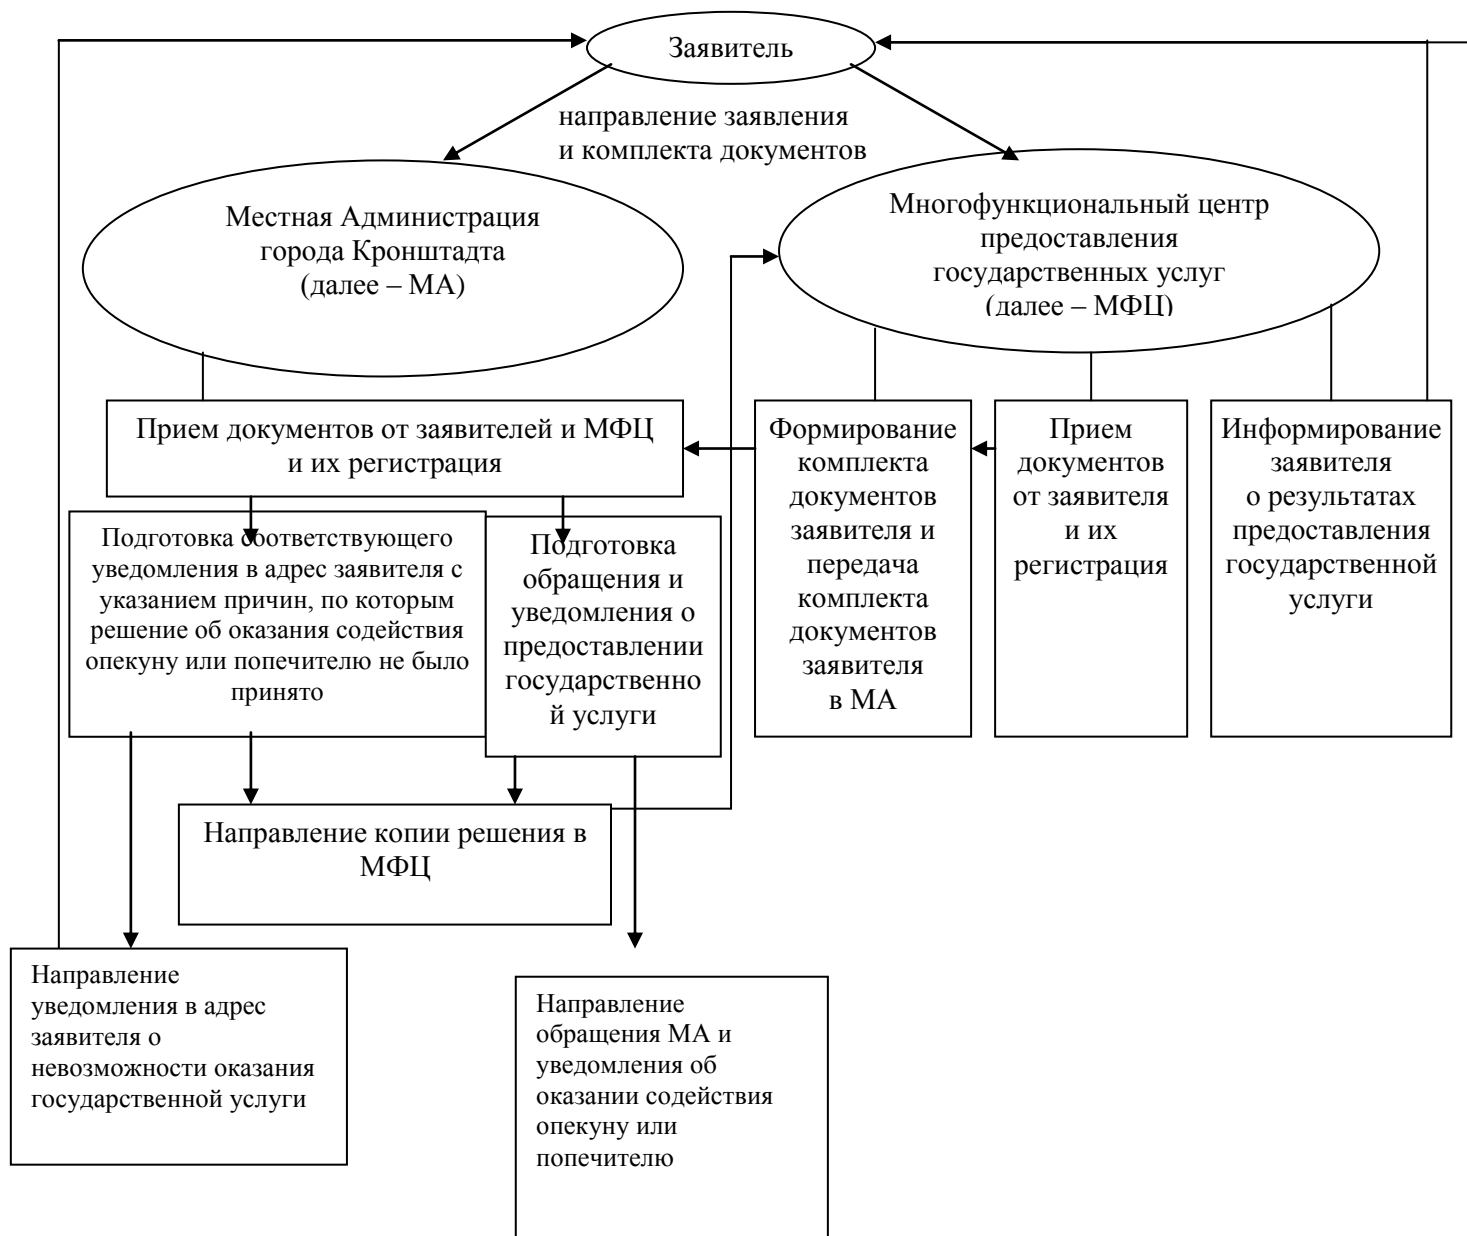 Заявитель
направление заявления
и комплекта документов
Местная Администрация
города Кронштадта
(далее – МА)
Многофункциональный центр
предоставления
государственных услуг
(далее – МФЦ)
Прием документов от заявителей и МФЦ
и их регистрация
Формирование
комплекта
документов
заявителя и
передача
комплекта
документов
заявителя
в МА
Прием
документов
от заявителя
и их
регистрация
Информирование
заявителя
о результатах
предоставления
государственной
услуги
Подготовка соответствующего
уведомления в адрес заявителя с
указанием причин, по которым
решение об оказания содействия
опекуну или попечителю не было
принято
Подготовка
обращения и
уведомления о
предоставлении
государственно
й услуги
Направление копии решения в
МФЦ
Направление
уведомления в адрес
заявителя о
невозможности оказания
государственной услуги
Направление
обращения МА и
уведомления об
оказании содействия
опекуну или
попечителю